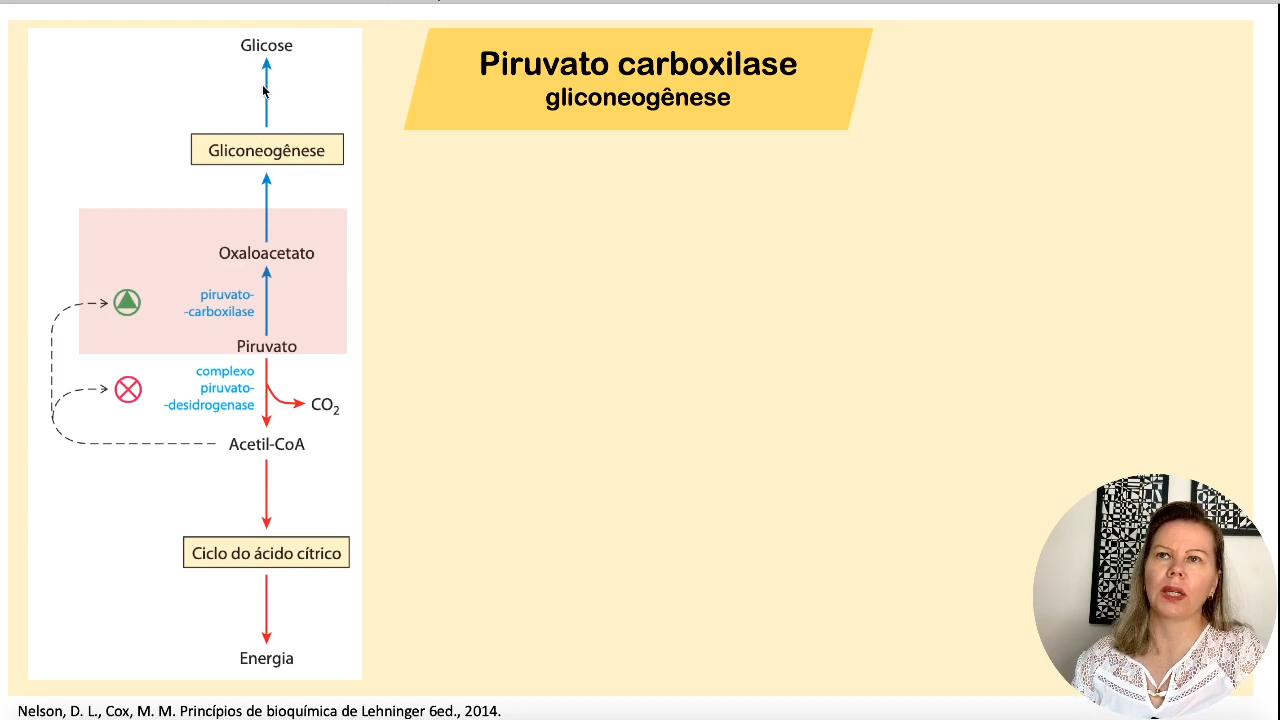 Piruvato carboxilase
gliconeogênese
Glicose
Gliconeogênese
Oxaloacetato
piruvato-
-carboxilase
Piruvato
complexo
piruvato-
-desidrogenase
CO₂
Acetil-CoA
Ciclo do ácido cítrico
Energia
Nelson, D. L., Cox, M. M. Princípios de bioquímica de Lehninger 6ed., 2014.